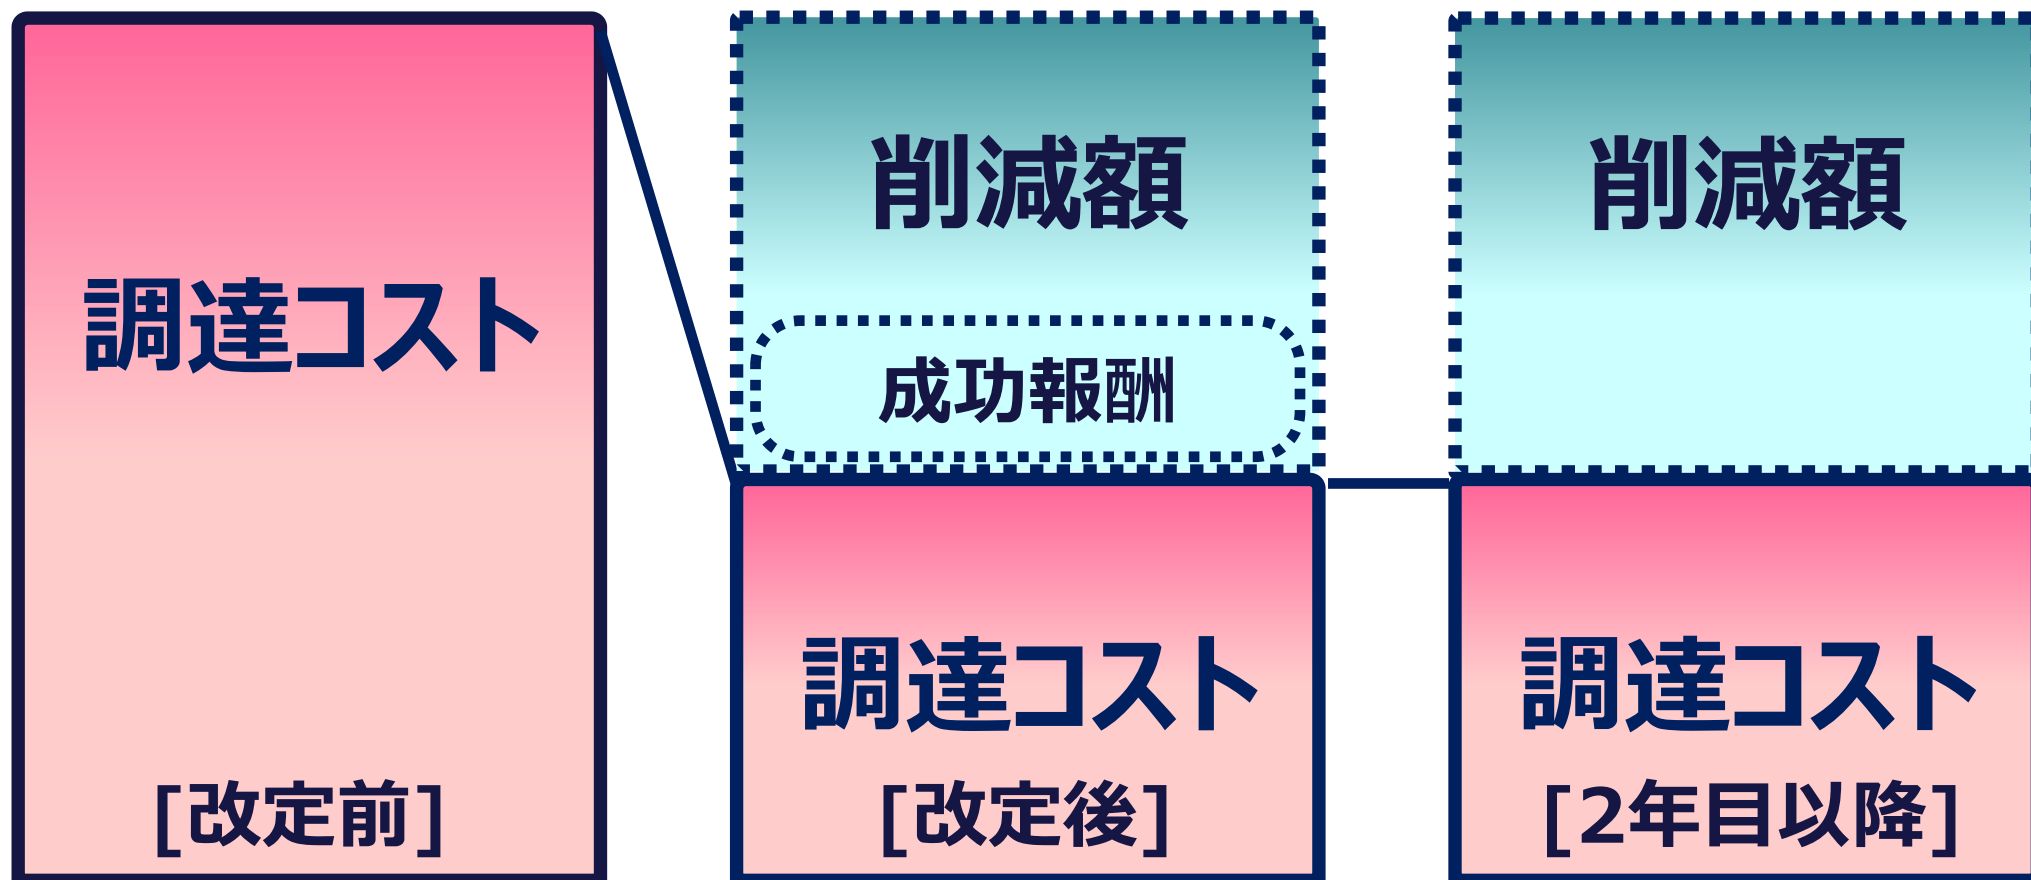 調達コスト
[改定前]
削減額
成功報酬
調達コスト
[改定後]
削減額
調達コスト
[2年目以降]